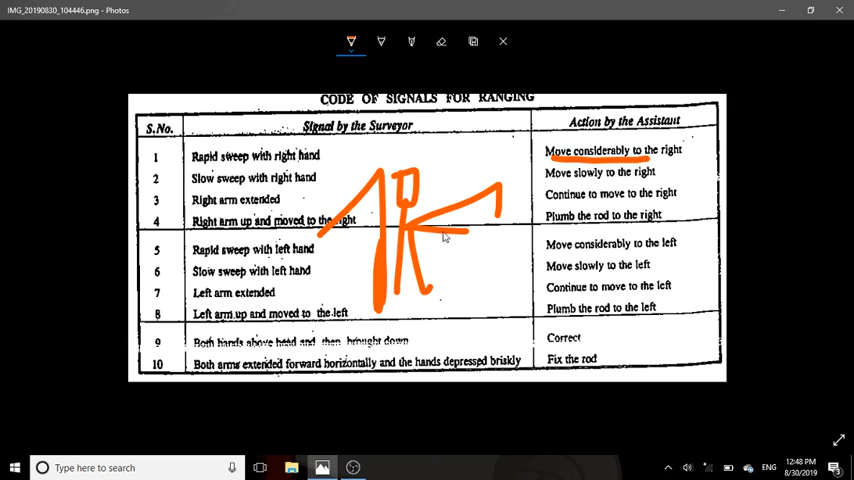 IMG_20190830_104446.png - Photos
CODE OF SIGNALS FOR RANGING
S.No. Signal by the Surveyor Action by the Assistant
1 Rapid sweep with right hand Move considerably to the right
2 Slow sweep with right hand Move slowly to the right
3 Right arm extended Continue to move to the right
4 Right arm up and moved to the right Plumb the rod to the right
5 Rapid sweep with left hand Move considerably to the left
6 Slow sweep with left hand Move slowly to the left
7 Left arm extended Continue to move to the left
8 Left arm up and moved to the left Plumb the rod to the left
9 Both hands above head and then brought down Correct
10 Both arms extended forward horizontally and the hands depressed briskly Fix the rod
Type here to search
ENG
12:48 PM
8/30/2019
3